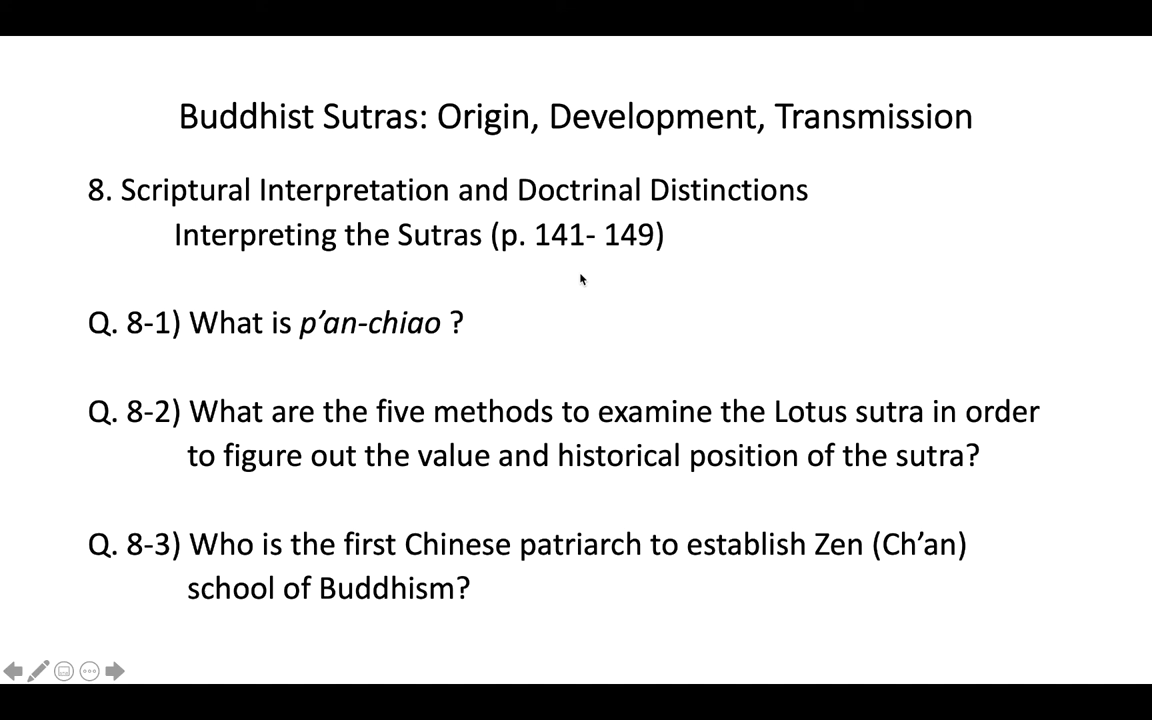 Buddhist Sutras: Origin, Development, Transmission
8. Scriptural Interpretation and Doctrinal Distinctions
Interpreting the Sutras (p. 141- 149)
Q. 8-1) What is p’an-chiao ?
Q. 8-2) What are the five methods to examine the Lotus sutra in order
to figure out the value and historical position of the sutra?
Q. 8-3) Who is the first Chinese patriarch to establish Zen (Ch’an)
school of Buddhism?